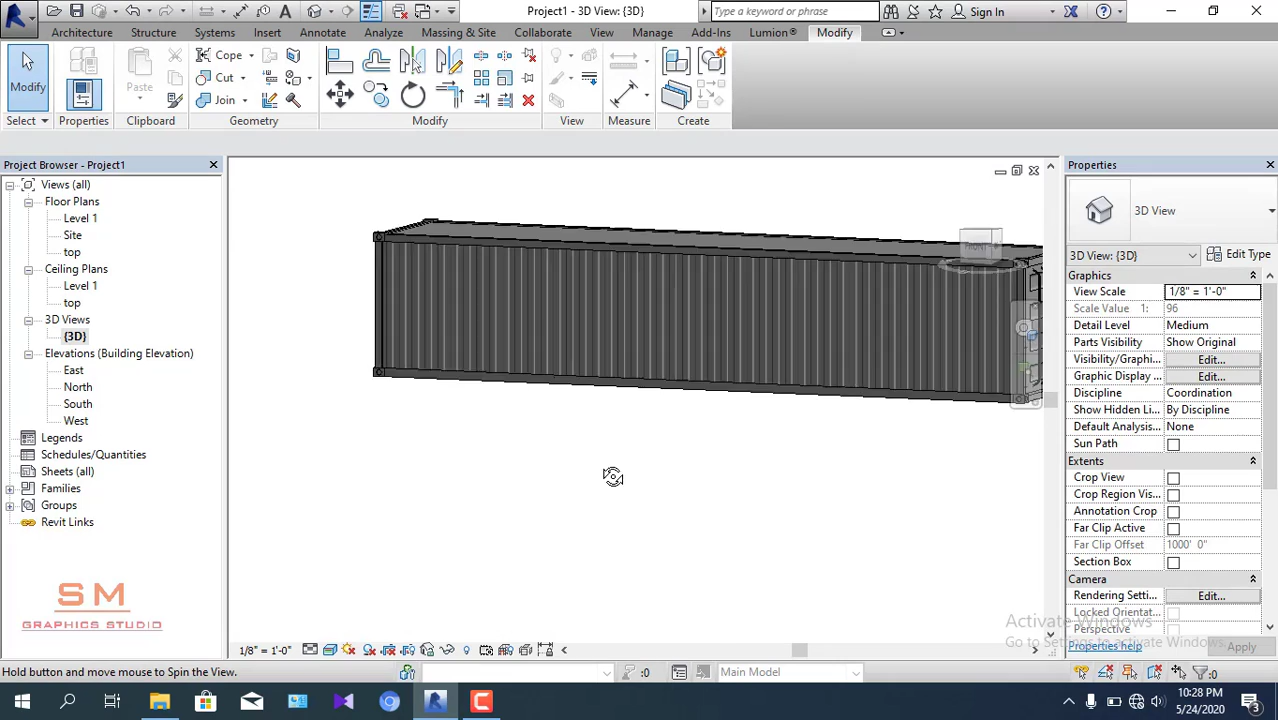 Project1 - 3D View: {3D}
Type a keyword or phrase
Sign In
Architecture Structure Systems Insert Annotate Analyze Massing & Site Collaborate View Manage Add-Ins Lumion® Modify
Modify
Paste
Cope
Cut
Join
Select Properties Clipboard Geometry Modify View Measure Create
Project Browser - Project1
Views (all)
Floor Plans
Level 1
Site
top
Ceiling Plans
Level 1
top
3D Views
{3D}
Elevations (Building Elevation)
East
North
South
West
Legends
Schedules/Quantities
Sheets (all)
Families
Groups
Revit Links
SM
GRAPHICS STUDIO
FRONT
Properties
3D View
3D View: {3D} Edit Type
Graphics
View Scale 1/8" = 1'-0"
Scale Value 1: 96
Detail Level Medium
Parts Visibility Show Original
Visibility/Graphi... Edit...
Graphic Display ... Edit...
Discipline Coordination
Show Hidden Li... By Discipline
Default Analysis... None
Sun Path
Extents
Crop View
Crop Region Vis...
Annotation Crop
Far Clip Active
Far Clip Offset 1000' 0"
Section Box
Camera
Rendering Setti... Edit...
Locked Orientat...
Perspective
Properties help Apply
Activate Windows
Go to Settings to activate Windows.
1/8" = 1'-0"
Hold button and move mouse to Spin the View.
:0
Main Model
:0
10:28 PM
5/24/2020
3